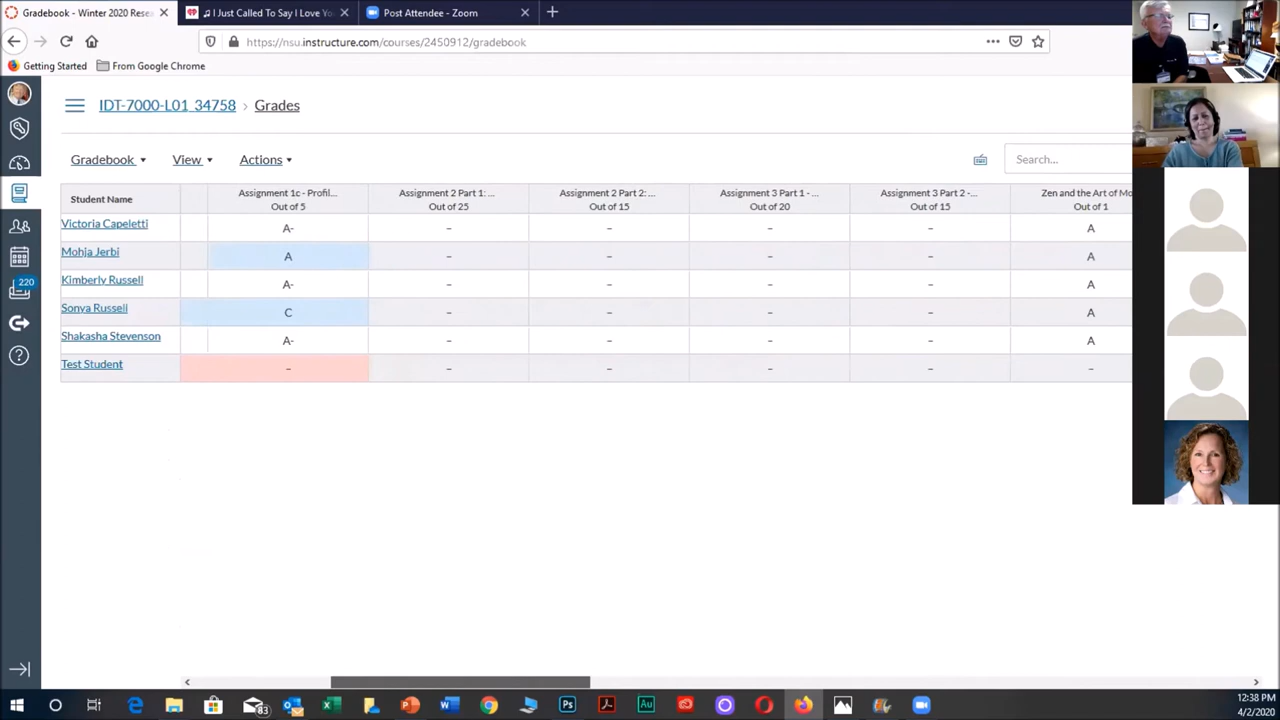 Gradebook - Winter 2020 Resea
♫ I Just Called To Say I Love Yo
Post Attendee - Zoom
https://nsu.instructure.com/courses/2450912/gradebook
Getting Started
From Google Chrome
IDT-7000-L01_34758 › Grades
Gradebook
View
Actions
Search...
Student Name
Assignment 1c - Profil...
Out of 5
Assignment 2 Part 1: ...
Out of 25
Assignment 2 Part 2: ...
Out of 15
Assignment 3 Part 1 - ...
Out of 20
Assignment 3 Part 2 - ...
Out of 15
Zen and the Art of Mo
Out of 1
Victoria Capeletti A- – – – – A
Mohja Jerbi A – – – – A
Kimberly Russell A- – – – – A
Sonya Russell C – – – – A
Shakasha Stevenson A- – – – – A
Test Student – – – – – –
220
83
12:38 PM
4/2/2020